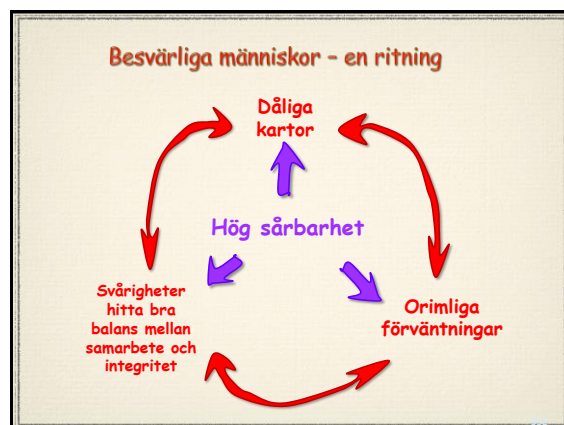 Besvärliga människor – en ritning
Dåliga
kartor
Hög sårbarhet
Svårigheter
hitta bra
balans mellan
samarbete och
integritet
Orimliga
förväntningar